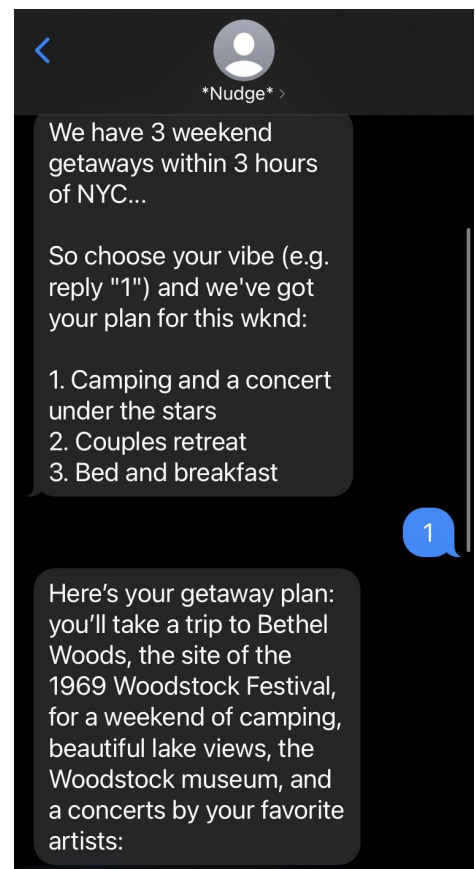 *Nudge*
We have 3 weekend
getaways within 3 hours
of NYC...
So choose your vibe (e.g.
reply "1") and we've got
your plan for this wknd:
1. Camping and a concert
under the stars
2. Couples retreat
3. Bed and breakfast
1
Here’s your getaway plan:
you’ll take a trip to Bethel
Woods, the site of the
1969 Woodstock Festival,
for a weekend of camping,
beautiful lake views, the
Woodstock museum, and
a concerts by your favorite
artists: